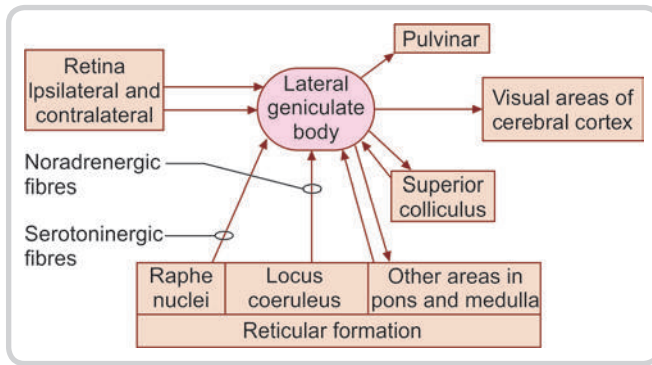 Pulvinar
Retina
Ipsilateral and
contralateral
Lateral
geniculate
body
Visual areas of
cerebral cortex
Noradrenergic
fibres
Superior
colliculus
Serotoninergic
fibres
Raphe
nuclei
Locus
coeruleus
Other areas in
pons and medulla
Reticular formation